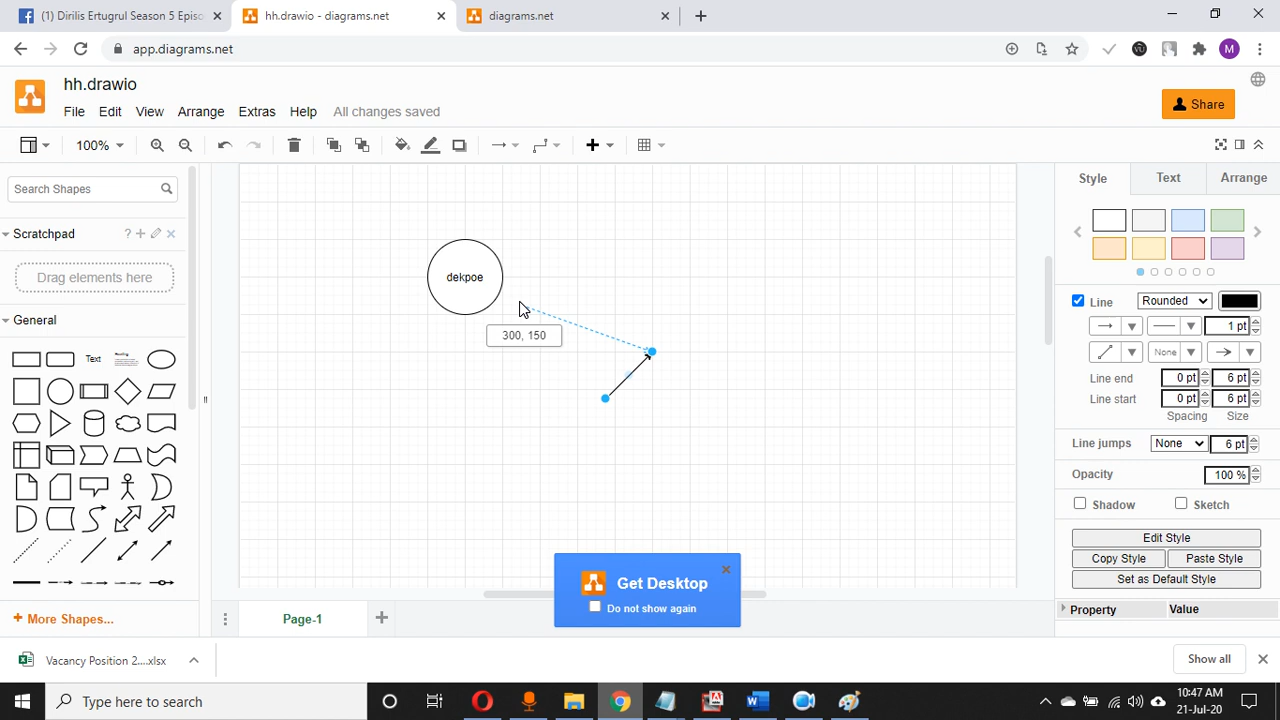 (1) Dirilis Ertugrul Season 5 Episo
hh.drawio - diagrams.net
diagrams.net
app.diagrams.net
M
hh.drawio
File Edit View Arrange Extras Help All changes saved
Share
100%
Search Shapes
Style Text Arrange
Scratchpad
Drag elements here
General
Text
dekpoe
300, 150
Line Rounded
1 pt
None
Line end 0 pt 6 pt
Line start 0 pt 6 pt
Spacing Size
Line jumps None 6 pt
Opacity 100 %
Shadow Sketch
Edit Style
Copy Style Paste Style
Set as Default Style
Property Value
Get Desktop
Do not show again
+ More Shapes...
Page-1
Vacancy Position 2....xlsx
Show all
Type here to search
10:47 AM
21-Jul-20